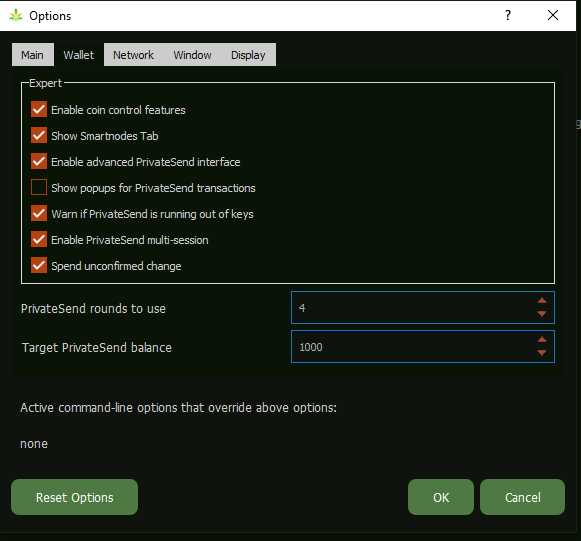 Options
?
Main Wallet Network Window Display
Expert
Enable coin control features
Show Smartnodes Tab
Enable advanced PrivateSend interface
Show popups for PrivateSend transactions
Warn if PrivateSend is running out of keys
Enable PrivateSend multi-session
Spend unconfirmed change
PrivateSend rounds to use 4
Target PrivateSend balance 1000
Active command-line options that override above options:
none
Reset Options OK Cancel